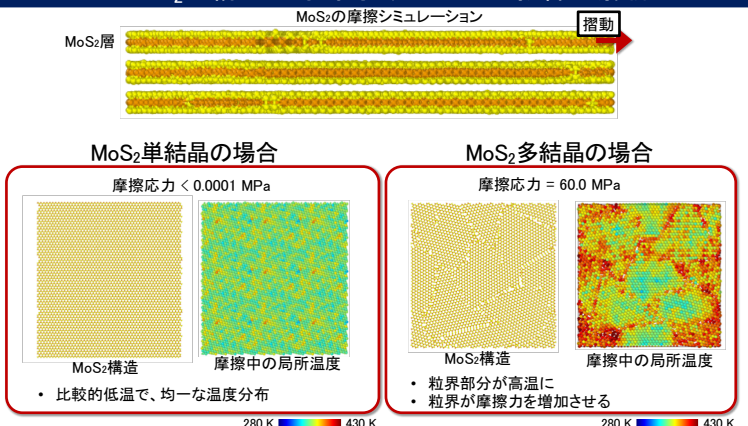 MoS₂の摩擦シミュレーション
摺動
MoS₂層
MoS₂単結晶の場合
摩擦応力 < 0.0001 MPa
MoS₂構造
摩擦中の局所温度
• 比較的低温で、均一な温度分布
280 K
430 K
MoS₂多結晶の場合
摩擦応力 = 60.0 MPa
MoS₂構造
摩擦中の局所温度
• 粒界部分が高温に
• 粒界が摩擦力を増加させる
280 K
430 K